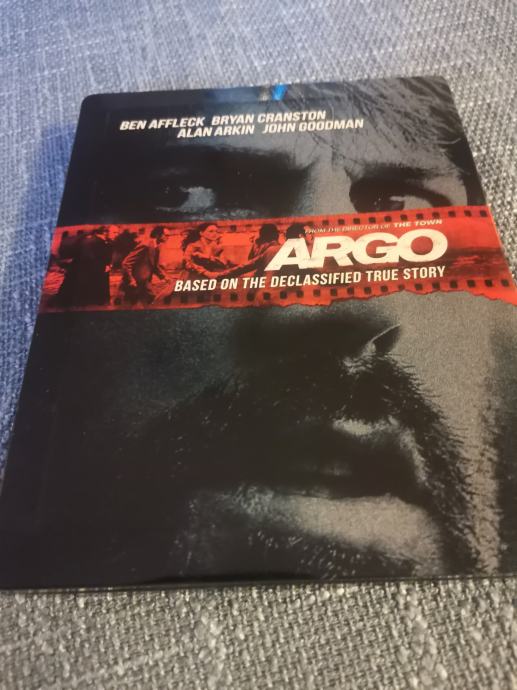 BEN AFFLECK BRYAN CRANSTON
ALAN ARKIN JOHN GOODMAN
FROM THE DIRECTOR OF THE TOWN
ARGO
BASED ON THE DECLASSIFIED TRUE STORY